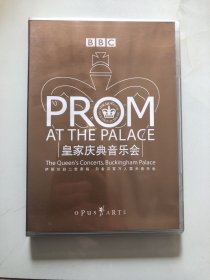 BBC
PROM
AT THE PALACE
皇家庆典音乐会
The Queen's Concerts, Buckingham Palace
OPUS ARTE